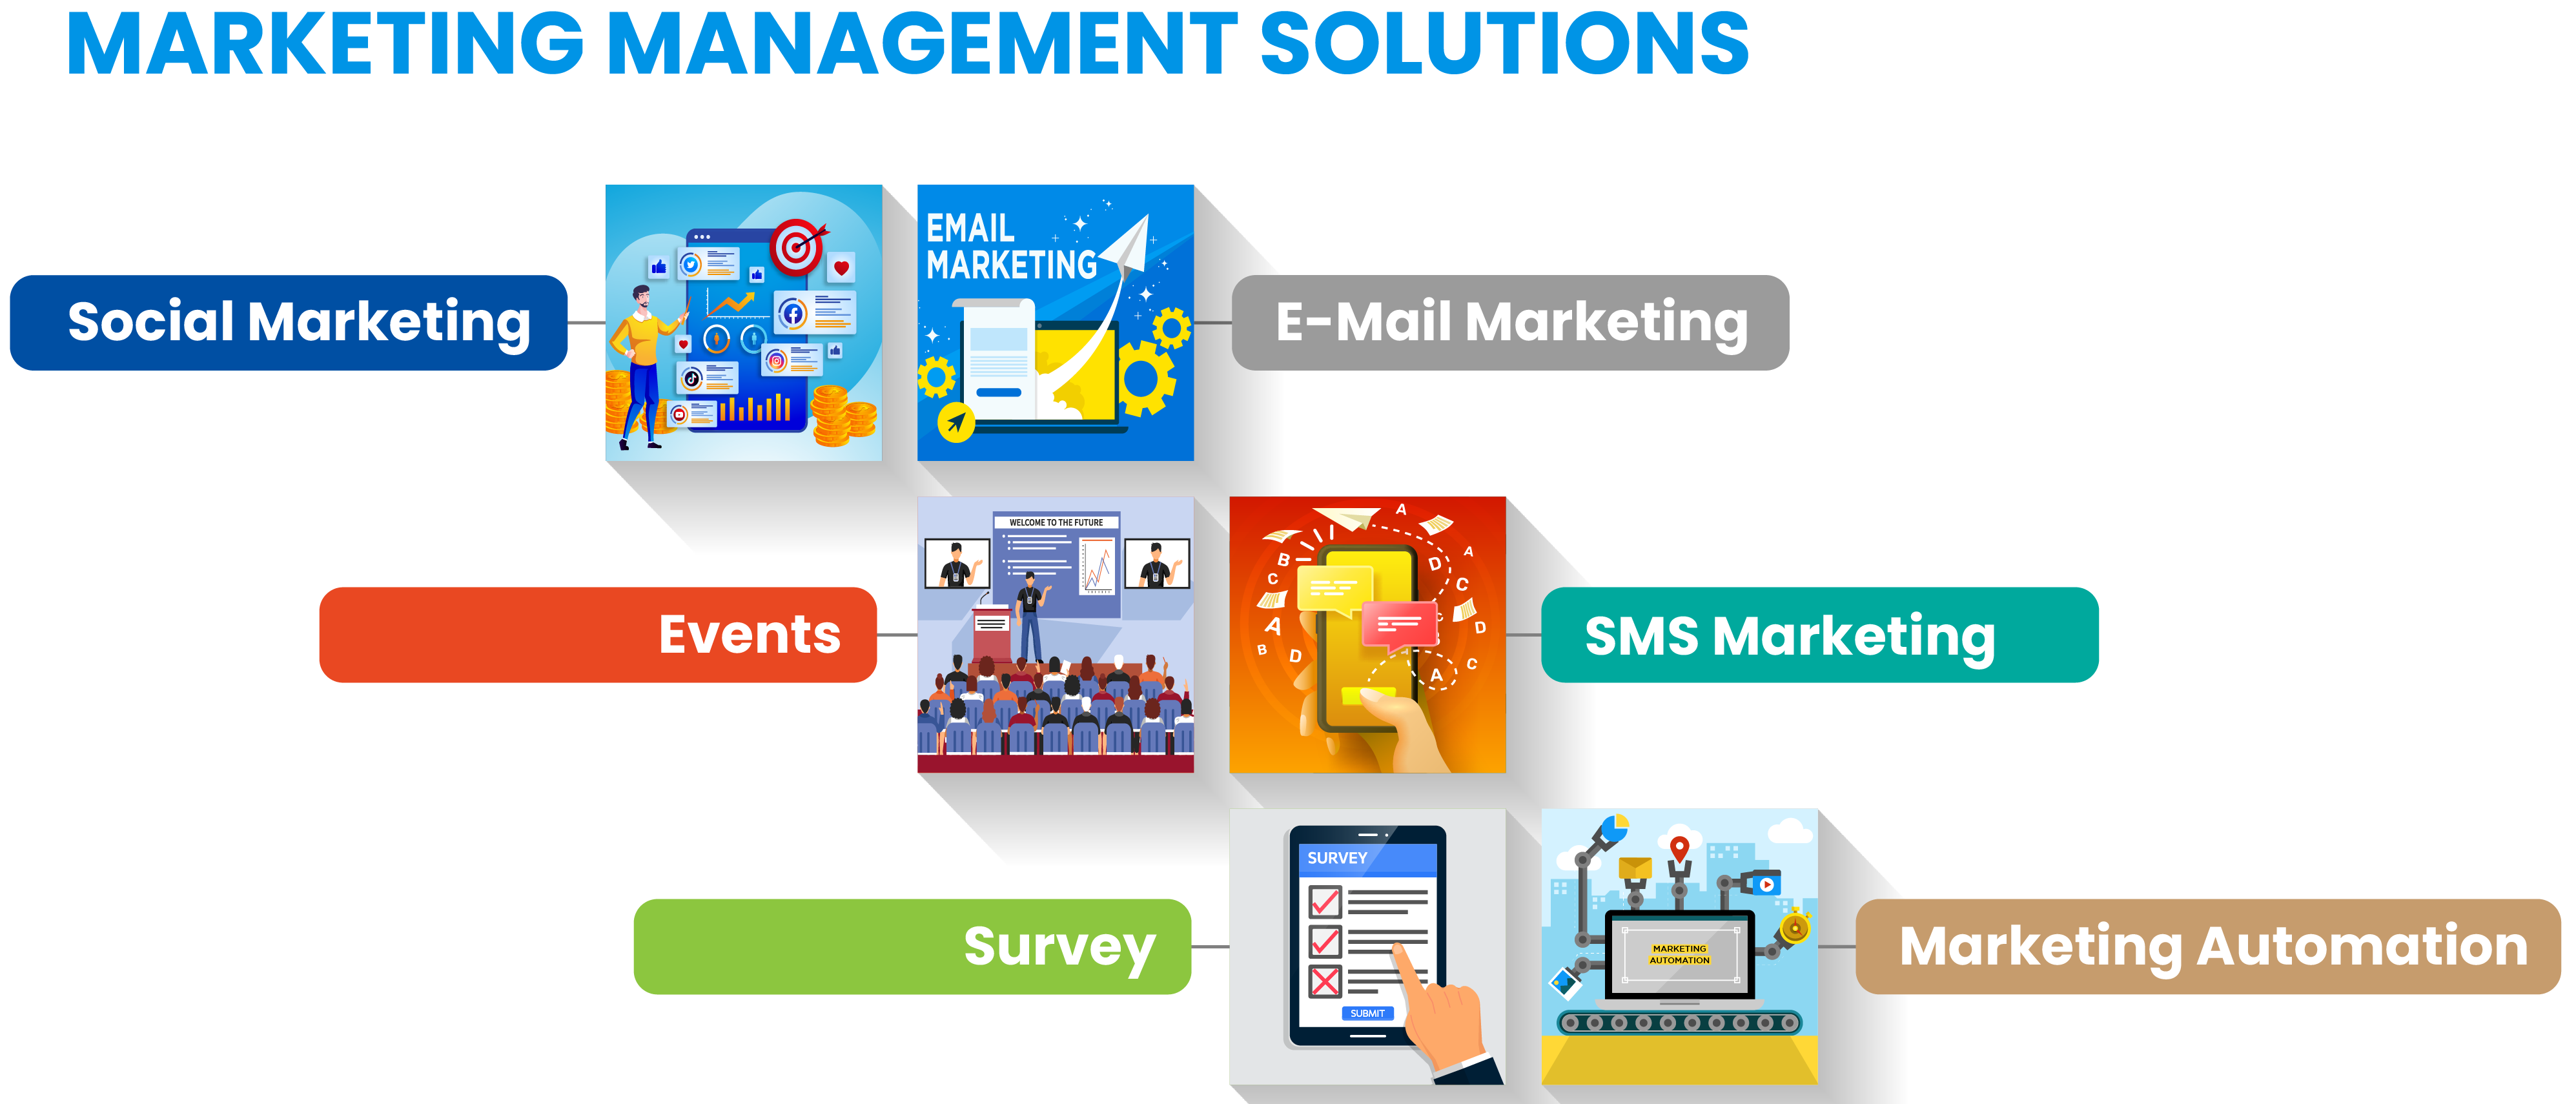 MARKETING MANAGEMENT SOLUTIONS
Social Marketing
EMAIL
MARKETING
E-Mail Marketing
Events
WELCOME TO THE FUTURE
A
B
C
A
B
D
D
A
C
D
C
A
SMS Marketing
Survey
SURVEY
SUBMIT
MARKETING
AUTOMATION
Marketing Automation